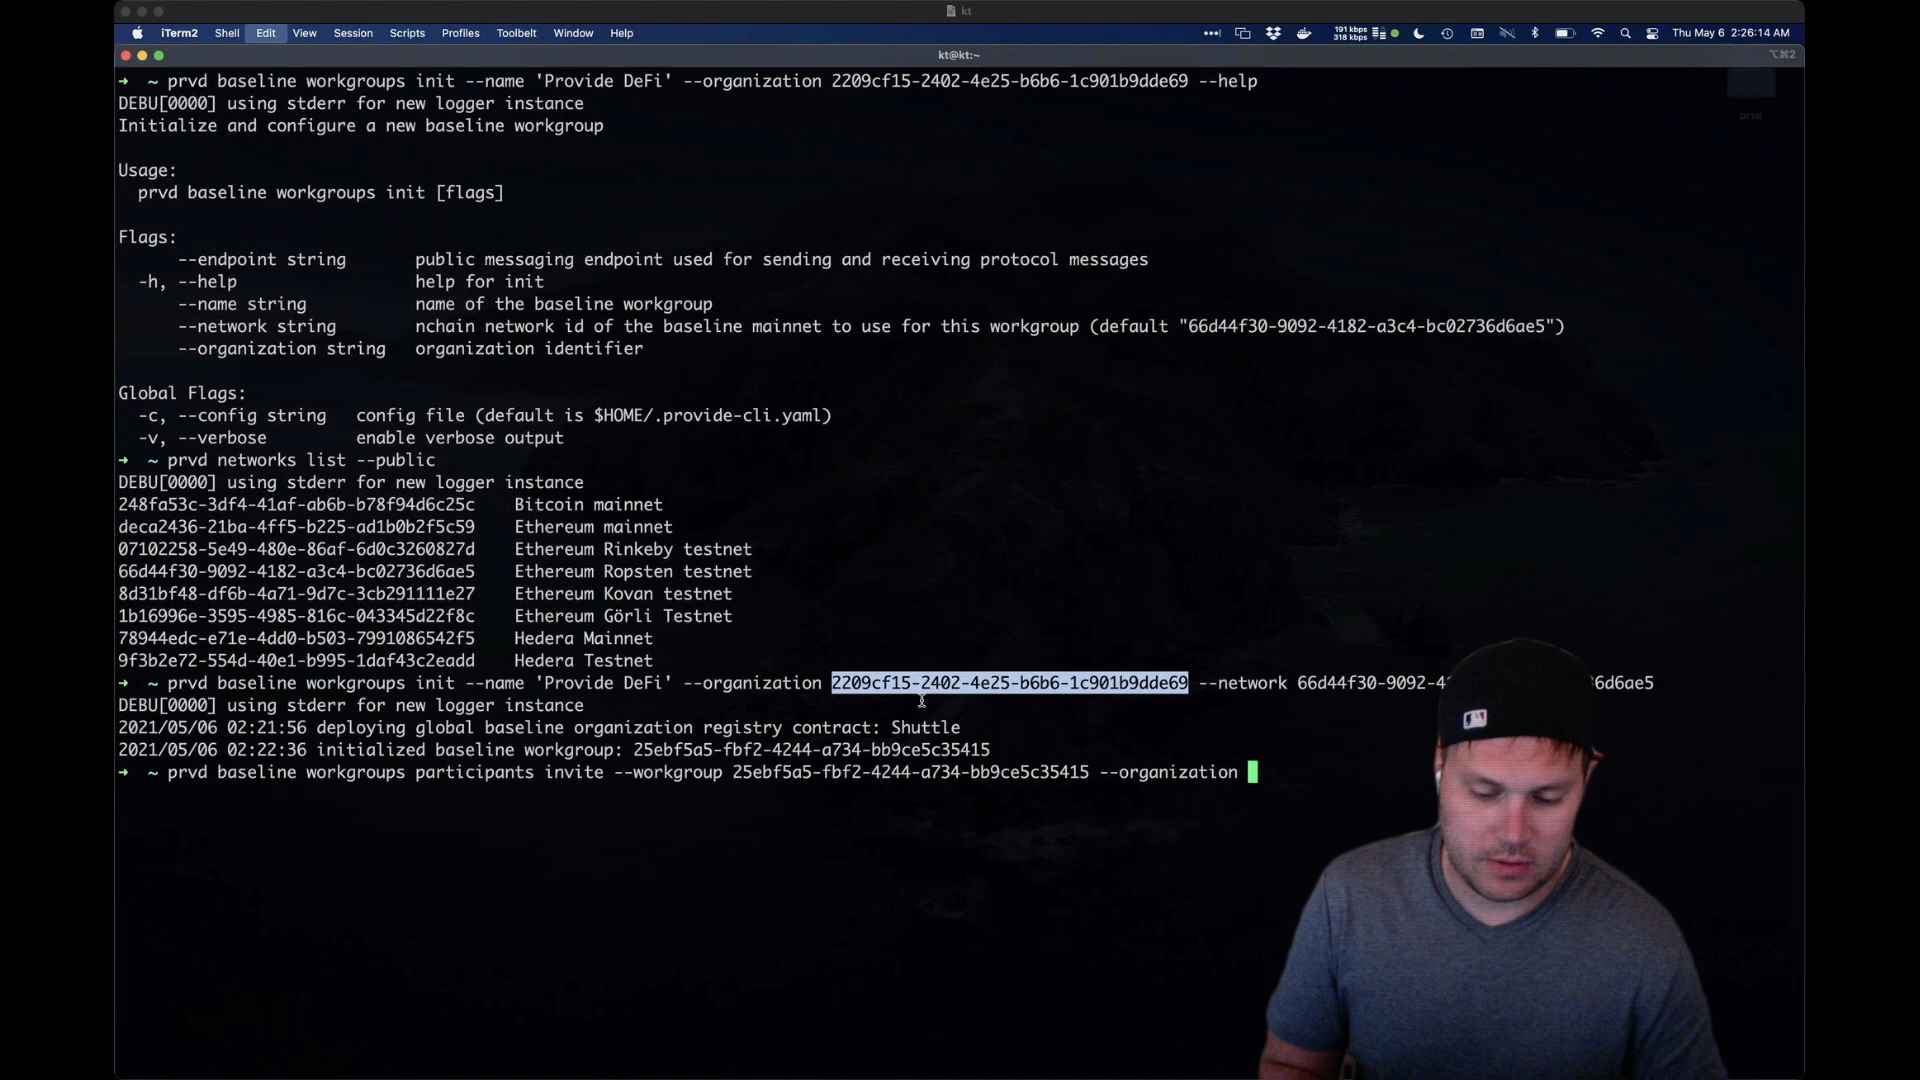 kt
iTerm2 Shell Edit View Session Scripts Profiles Toolbelt Window Help
191 kbps
318 kbps
Thu May 6 2:26:14 AM
kt@kt:~
⌥⌘2
➜ ~ prvd baseline workgroups init --name 'Provide DeFi' --organization 2209cf15-2402-4e25-b6b6-1c901b9dde69 --help
DEBU[0000] using stderr for new logger instance
Initialize and configure a new baseline workgroup
Usage:
prvd baseline workgroups init [flags]
Flags:
--endpoint string public messaging endpoint used for sending and receiving protocol messages
-h, --help help for init
--name string name of the baseline workgroup
--network string nchain network id of the baseline mainnet to use for this workgroup (default "66d44f30-9092-4182-a3c4-bc02736d6ae5")
--organization string organization identifier
Global Flags:
-c, --config string config file (default is $HOME/.provide-cli.yaml)
-v, --verbose enable verbose output
➜ ~ prvd networks list --public
DEBU[0000] using stderr for new logger instance
248fa53c-3df4-41af-ab6b-b78f94d6c25c Bitcoin mainnet
deca2436-21ba-4ff5-b225-ad1b0b2f5c59 Ethereum mainnet
07102258-5e49-480e-86af-6d0c3260827d Ethereum Rinkeby testnet
66d44f30-9092-4182-a3c4-bc02736d6ae5 Ethereum Ropsten testnet
8d31bf48-df6b-4a71-9d7c-3cb291111e27 Ethereum Kovan testnet
1b16996e-3595-4985-816c-043345d22f8c Ethereum Görli Testnet
78944edc-e71e-4dd0-b503-7991086542f5 Hedera Mainnet
9f3b2e72-554d-40e1-b995-1daf43c2eadd Hedera Testnet
➜ ~ prvd baseline workgroups init --name 'Provide DeFi' --organization 2209cf15-2402-4e25-b6b6-1c901b9dde69 --network 66d44f30-9092-4 6d6ae5
DEBU[0000] using stderr for new logger instance
2021/05/06 02:21:56 deploying global baseline organization registry contract: Shuttle
2021/05/06 02:22:36 initialized baseline workgroup: 25ebf5a5-fbf2-4244-a734-bb9ce5c35415
➜ ~ prvd baseline workgroups participants invite --workgroup 25ebf5a5-fbf2-4244-a734-bb9ce5c35415 --organization
prvd